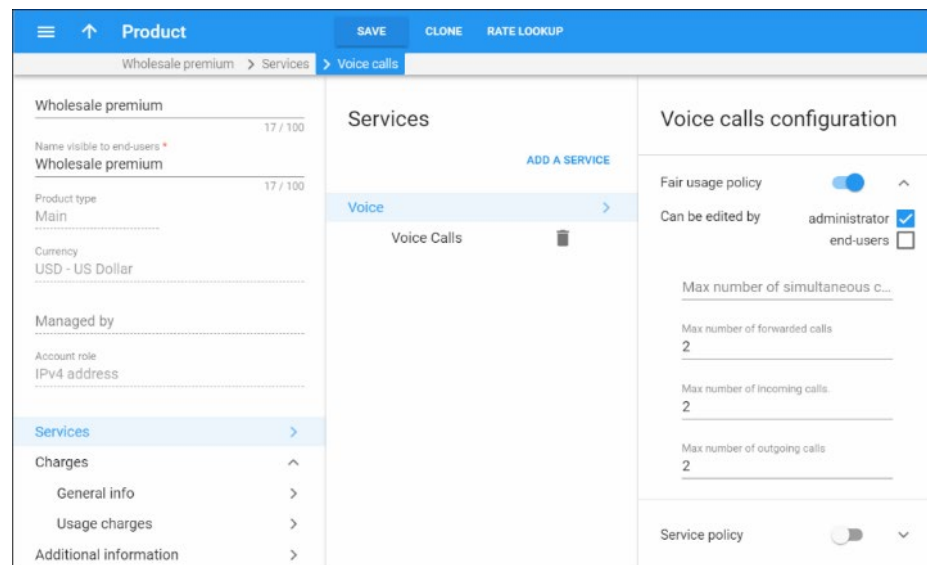 Product
SAVE CLONE RATE LOOKUP
Wholesale premium > Services > Voice calls
Wholesale premium
17 / 100
Name visible to end-users *
Wholesale premium
17 / 100
Product type
Main
Currency
USD - US Dollar
Managed by
Account role
IPv4 address
Services
Charges
General info
Usage charges
Additional information
Services
ADD A SERVICE
Voice
Voice Calls
Voice calls configuration
Fair usage policy
Can be edited by
administrator
end-users
Max number of simultaneous c...
Max number of forwarded calls
2
Max number of incoming calls.
2
Max number of outgoing calls
2
Service policy